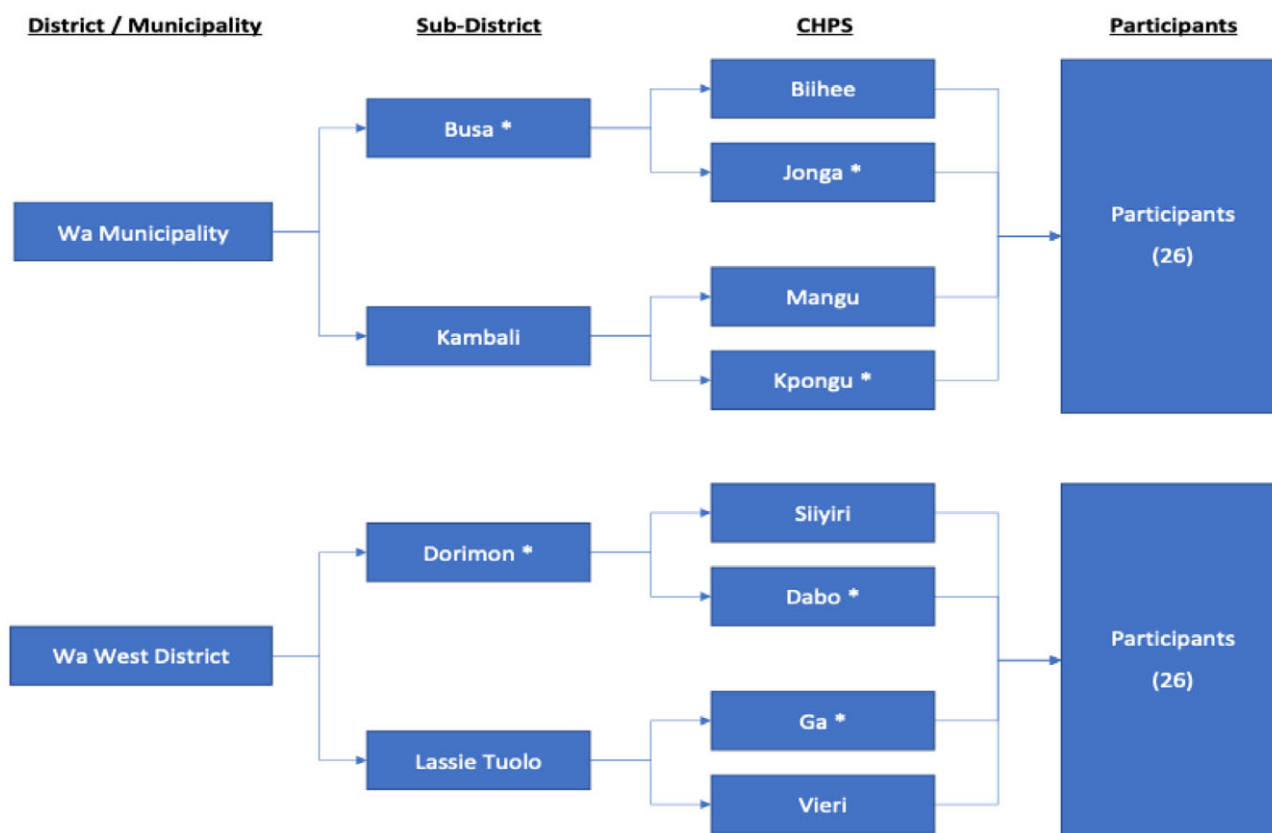 District / Municipality
Sub-District
CHPS
Participants
Biihee
Busa *
Jonga *
Wa Municipality
Participants
(26)
Mangu
Kambali
Kpongu *
Siiyiri
Dorimon *
Dabo *
Wa West District
Participants
(26)
Ga *
Lassie Tuolo
Vieri